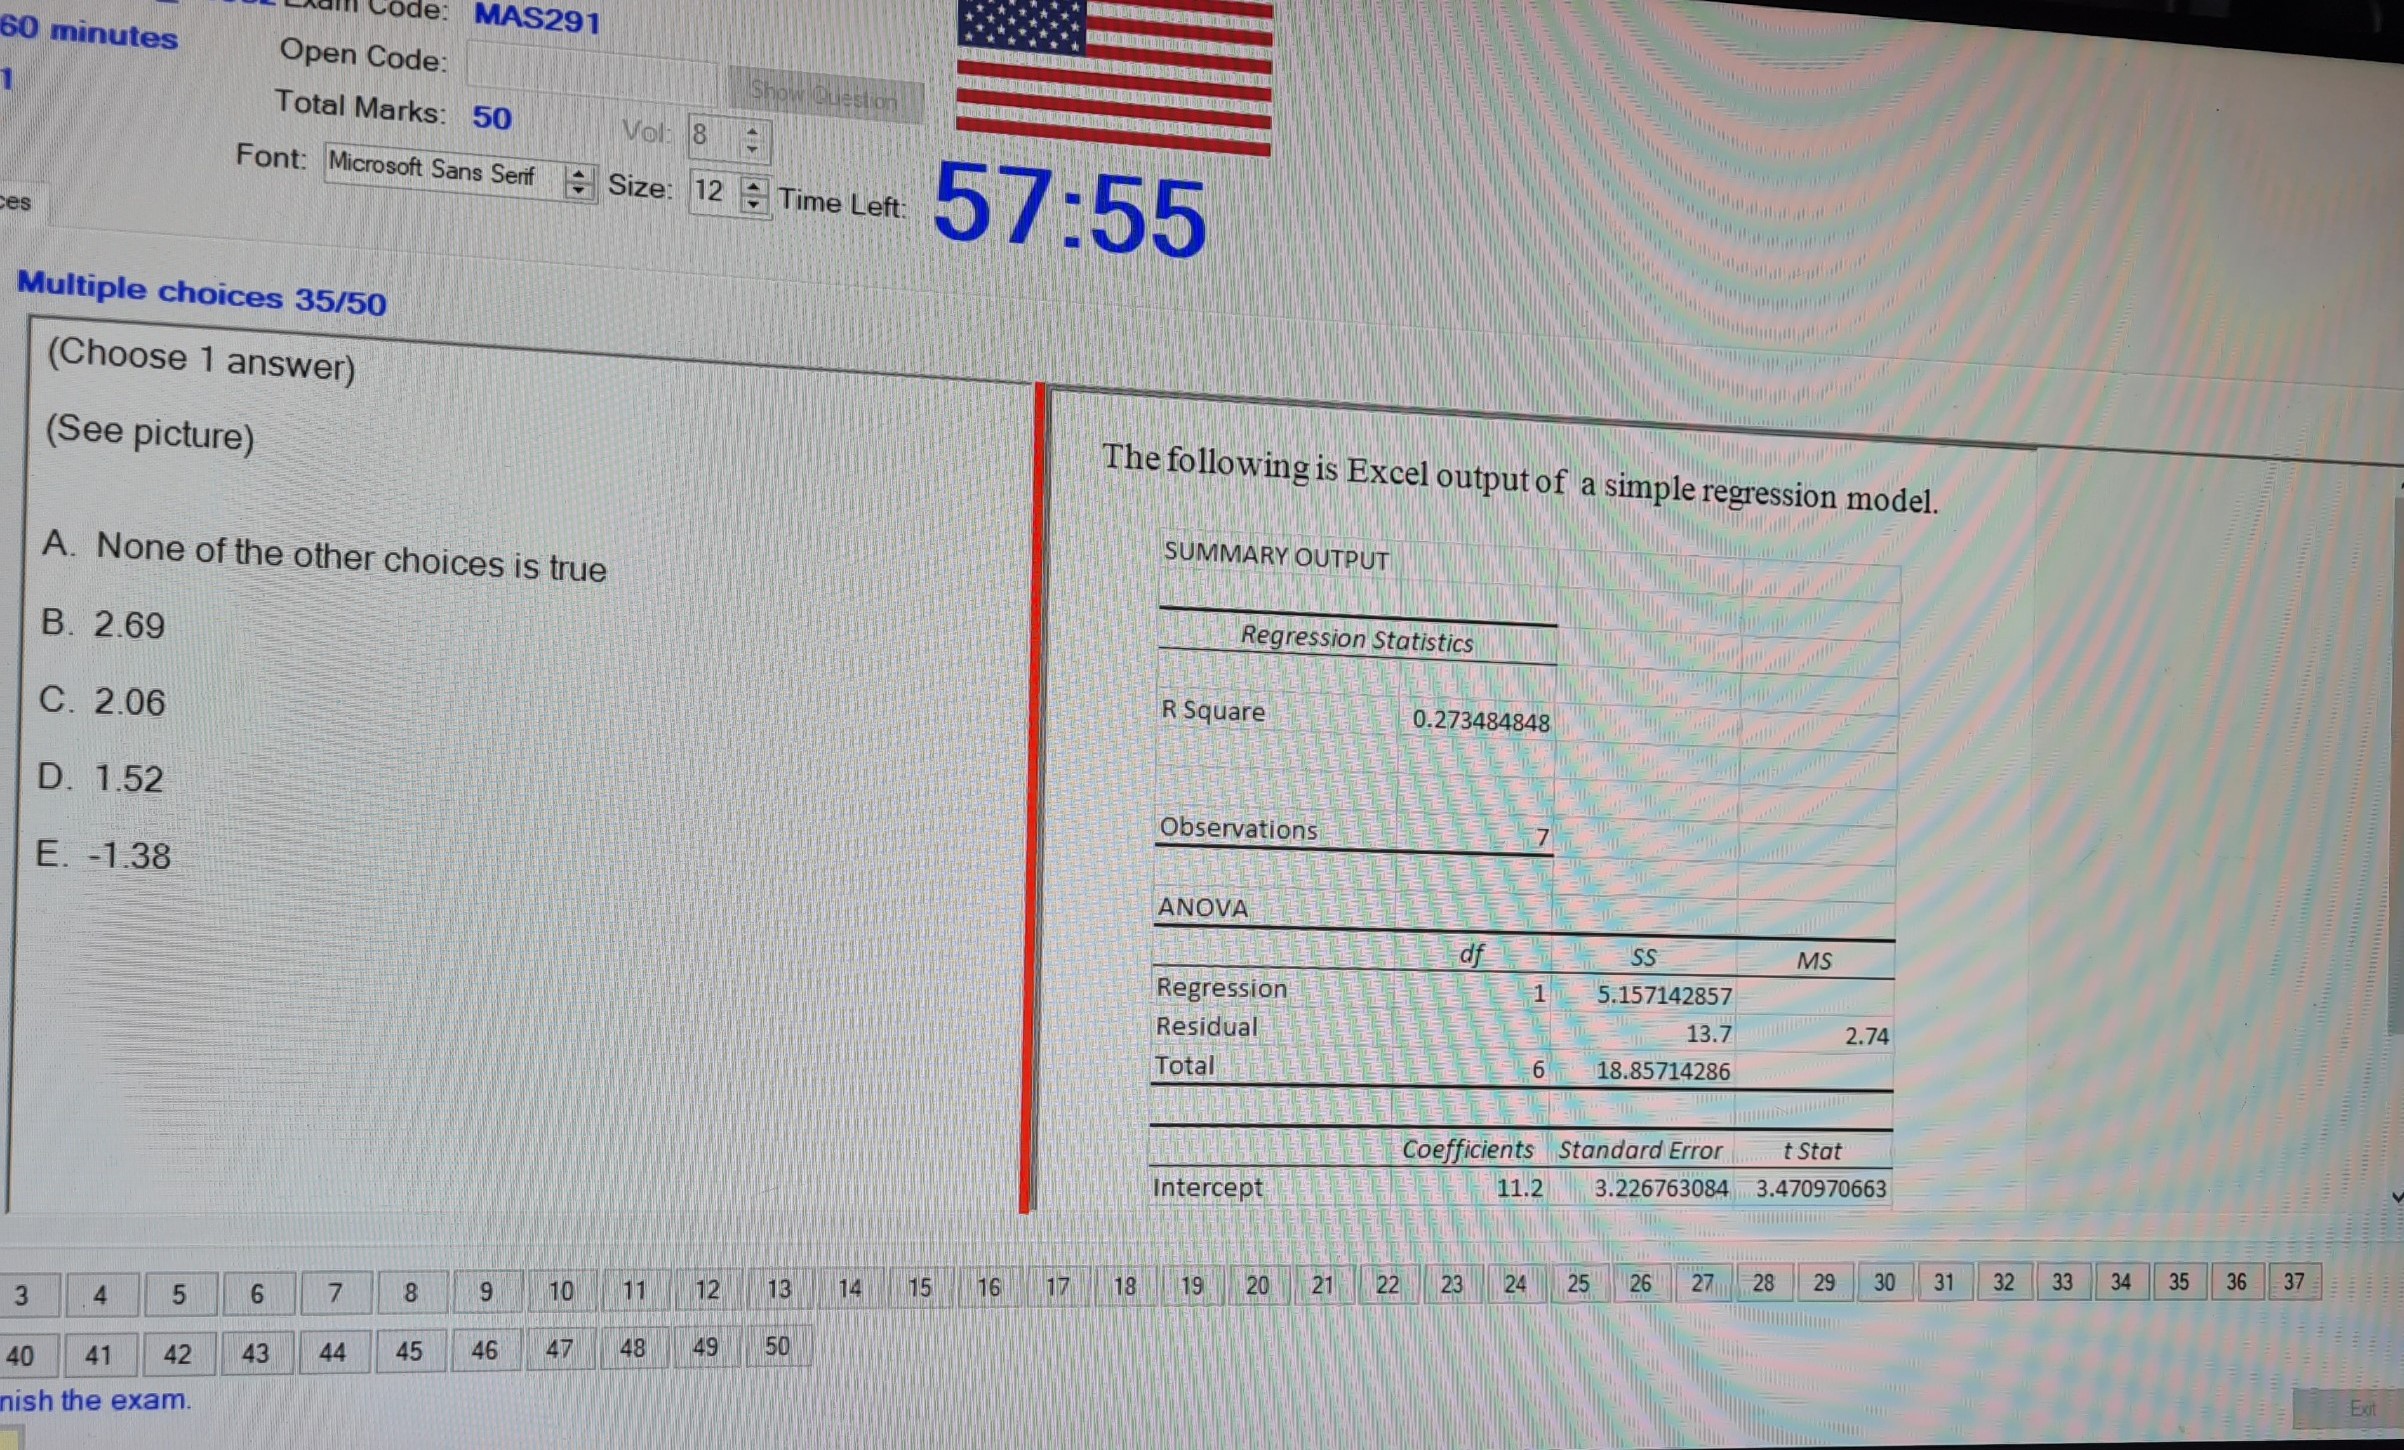 60 minutes
Exam Code: MAS291
1
Open Code:
Show Question
Total Marks: 50
Vol: 8
Font: Microsoft Sans Serif Size: 12 Time Left: 57:55
Multiple choices 35/50
(Choose 1 answer)
(See picture)
A. None of the other choices is true
B. 2.69
C. 2.06
D. 1.52
E. -1.38
The following is Excel output of a simple regression model.
SUMMARY OUTPUT
Regression Statistics
R Square 0.273484848
Observations 7
ANOVA
df SS MS
Regression 1 5.157142857
Residual 13.7 2.74
Total 6 18.85714286
Coefficients Standard Error t Stat
Intercept 11.2 3.226763084 3.470970663
3 4 5 6 7 8 9 10 11 12 13 14 15 16 17 18 19 20 21 22 23 24 25 26 27 28 29 30 31 32 33 34 35 36 37
40 41 42 43 44 45 46 47 48 49 50
nish the exam.
Exit